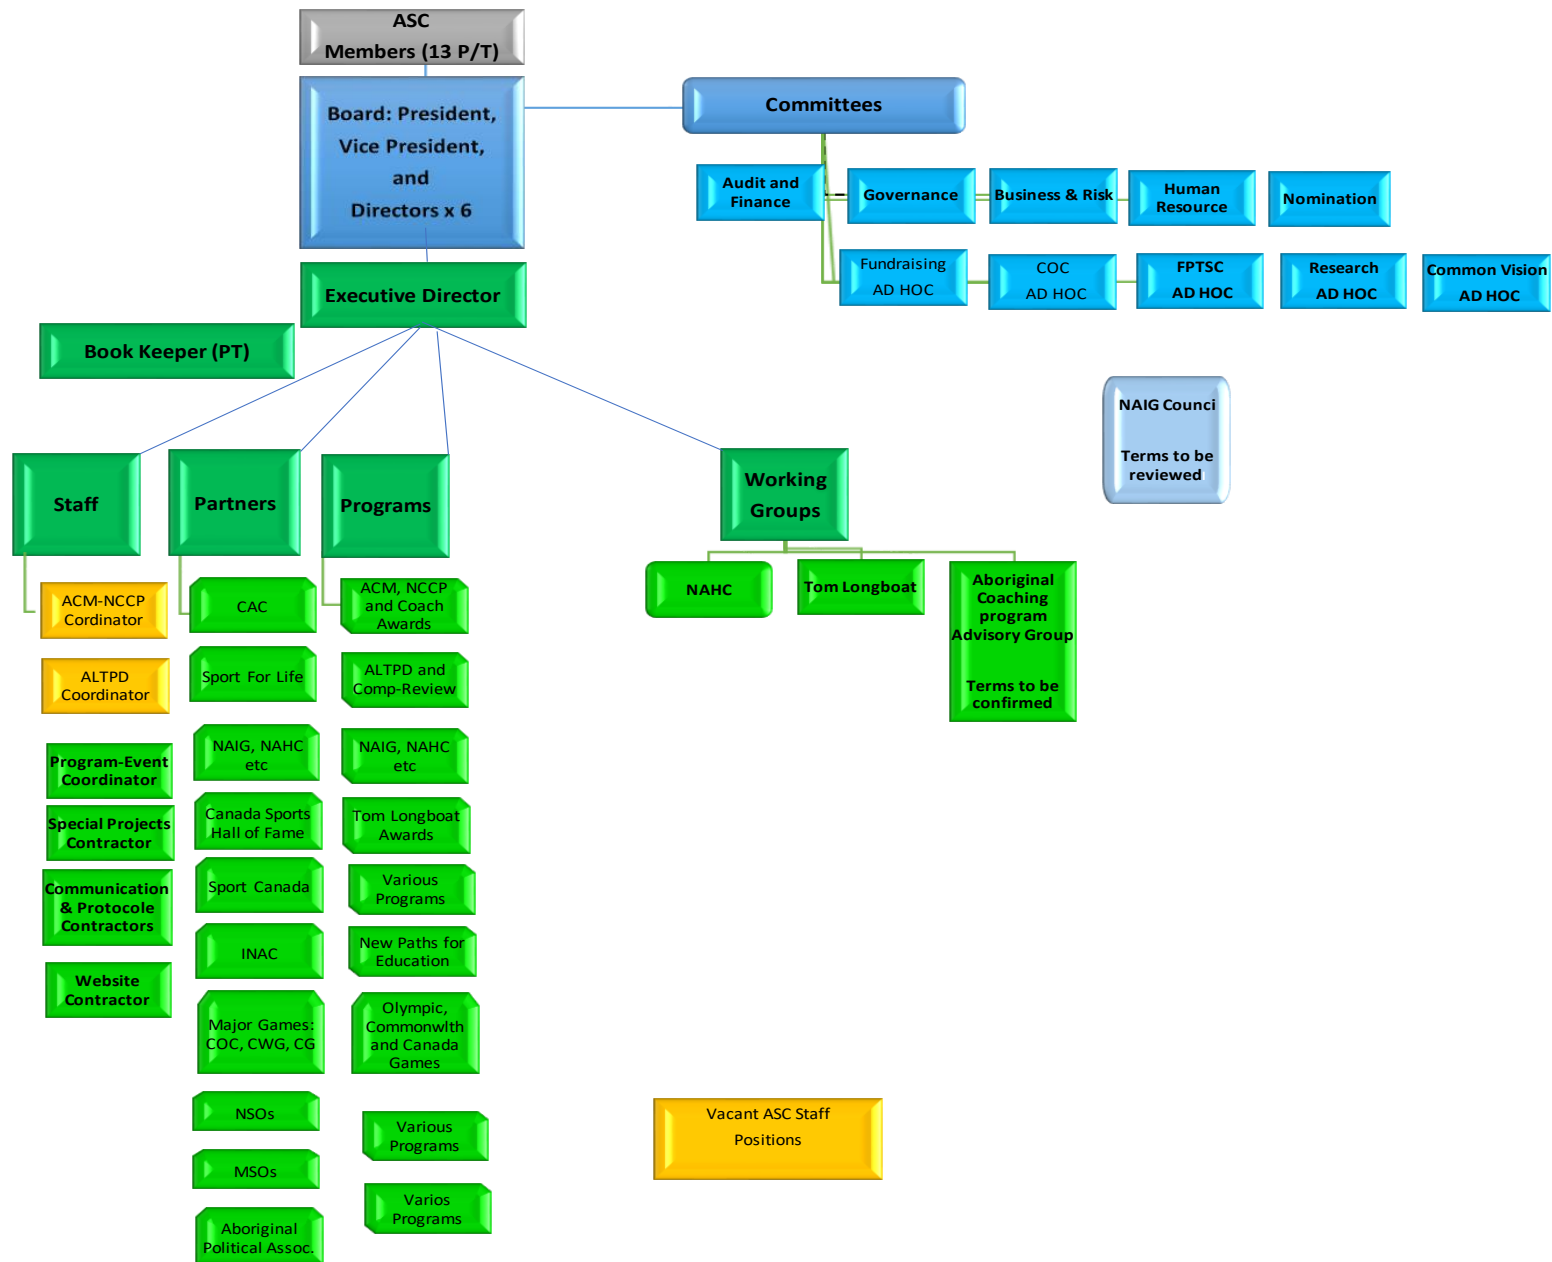 ASC
Members (13 P/T)
Board: President,
Vice President,
and
Directors x 6
Committees
Audit and
Finance
Governance
Business & Risk
Human
Resource
Nomination
Fundraising
AD HOC
COC
AD HOC
FPTSC
AD HOC
Research
AD HOC
Common Vision
AD HOC
Executive Director
Book Keeper (PT)
NAIG Counci
Terms to be
reviewed
Staff
Partners
Programs
Working
Groups
ACM-NCCP
Cordinator
ALTPD
Coordinator
Program-Event
Coordinator
Special Projects
Contractor
Communication
& Protocole
Contractors
Website
Contractor
CAC
Sport For Life
NAIG, NAHC
etc
Canada Sports
Hall of Fame
Sport Canada
INAC
Major Games:
COC, CWG, CG
NSOs
MSOs
Aboriginal
Political Assoc.
ACM, NCCP
and Coach
Awards
ALTPD and
Comp-Review
NAIG, NAHC
etc
Tom Longboat
Awards
Various
Programs
New Paths for
Education
Olympic,
Commonwlth
and Canada
Games
Various
Programs
Varios
Programs
NAHC
Tom Longboat
Aboriginal
Coaching
program
Advisory Group
Terms to be
confirmed
Vacant ASC Staff
Positions